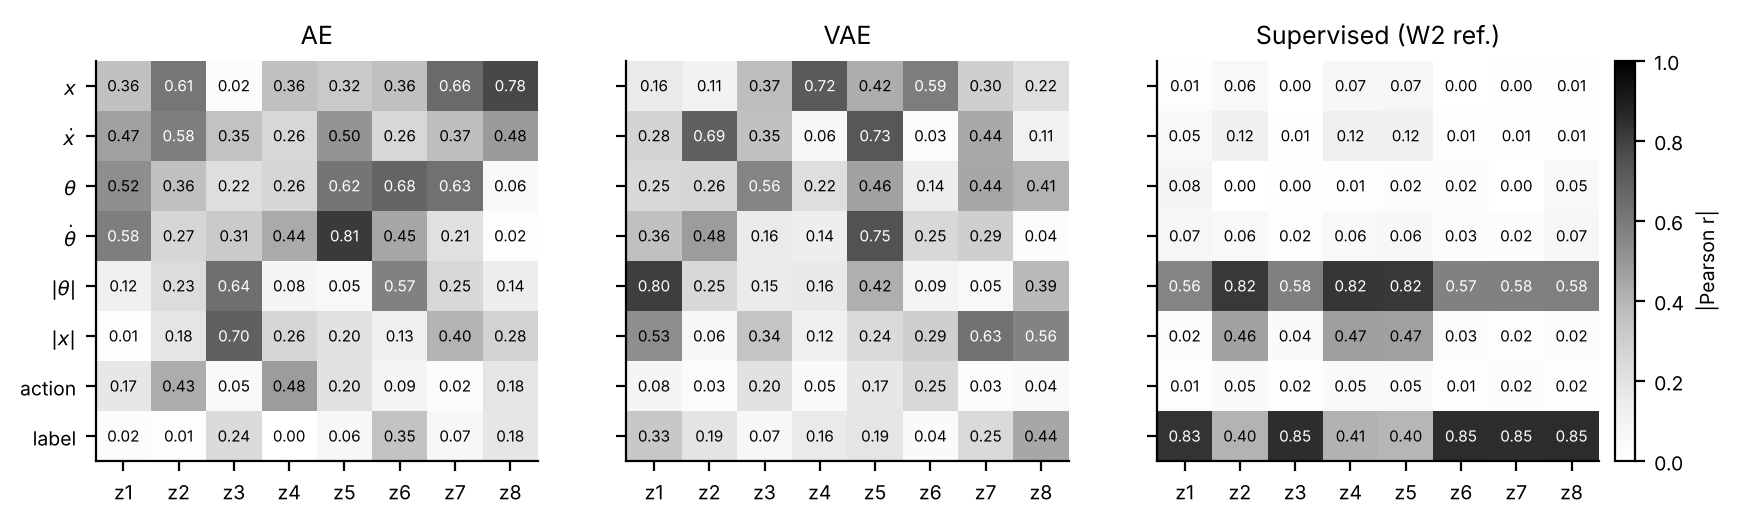 AE VAE Supervised (W2 ref.)
x 0.36 0.61 0.02 0.36 0.32 0.36 0.66 0.78 0.16 0.11 0.37 0.72 0.42 0.59 0.30 0.22 0.01 0.06 0.00 0.07 0.07 0.00 0.00 0.01 1.0
ẋ 0.47 0.58 0.35 0.26 0.50 0.26 0.37 0.48 0.28 0.69 0.35 0.06 0.73 0.03 0.44 0.11 0.05 0.12 0.01 0.12 0.12 0.01 0.01 0.01 0.8
θ 0.52 0.36 0.22 0.26 0.62 0.68 0.63 0.06 0.25 0.26 0.56 0.22 0.46 0.14 0.44 0.41 0.08 0.00 0.00 0.01 0.02 0.02 0.00 0.05
θ̇ 0.58 0.27 0.31 0.44 0.81 0.45 0.21 0.02 0.36 0.48 0.16 0.14 0.75 0.25 0.29 0.04 0.07 0.06 0.02 0.06 0.06 0.03 0.02 0.07 0.6
|θ| 0.12 0.23 0.64 0.08 0.05 0.57 0.25 0.14 0.80 0.25 0.15 0.16 0.42 0.09 0.05 0.39 0.56 0.82 0.58 0.82 0.82 0.57 0.58 0.58 0.4
|x| 0.01 0.18 0.70 0.26 0.20 0.13 0.40 0.28 0.53 0.06 0.34 0.12 0.24 0.29 0.63 0.56 0.02 0.46 0.04 0.47 0.47 0.03 0.02 0.02
action 0.17 0.43 0.05 0.48 0.20 0.09 0.02 0.18 0.08 0.03 0.20 0.05 0.17 0.25 0.03 0.04 0.01 0.05 0.02 0.05 0.05 0.01 0.02 0.02 0.2
label 0.02 0.01 0.24 0.00 0.06 0.35 0.07 0.18 0.33 0.19 0.07 0.16 0.19 0.04 0.25 0.44 0.83 0.40 0.85 0.41 0.40 0.85 0.85 0.85 0.0
z1 z2 z3 z4 z5 z6 z7 z8 z1 z2 z3 z4 z5 z6 z7 z8 z1 z2 z3 z4 z5 z6 z7 z8
|Pearson r|